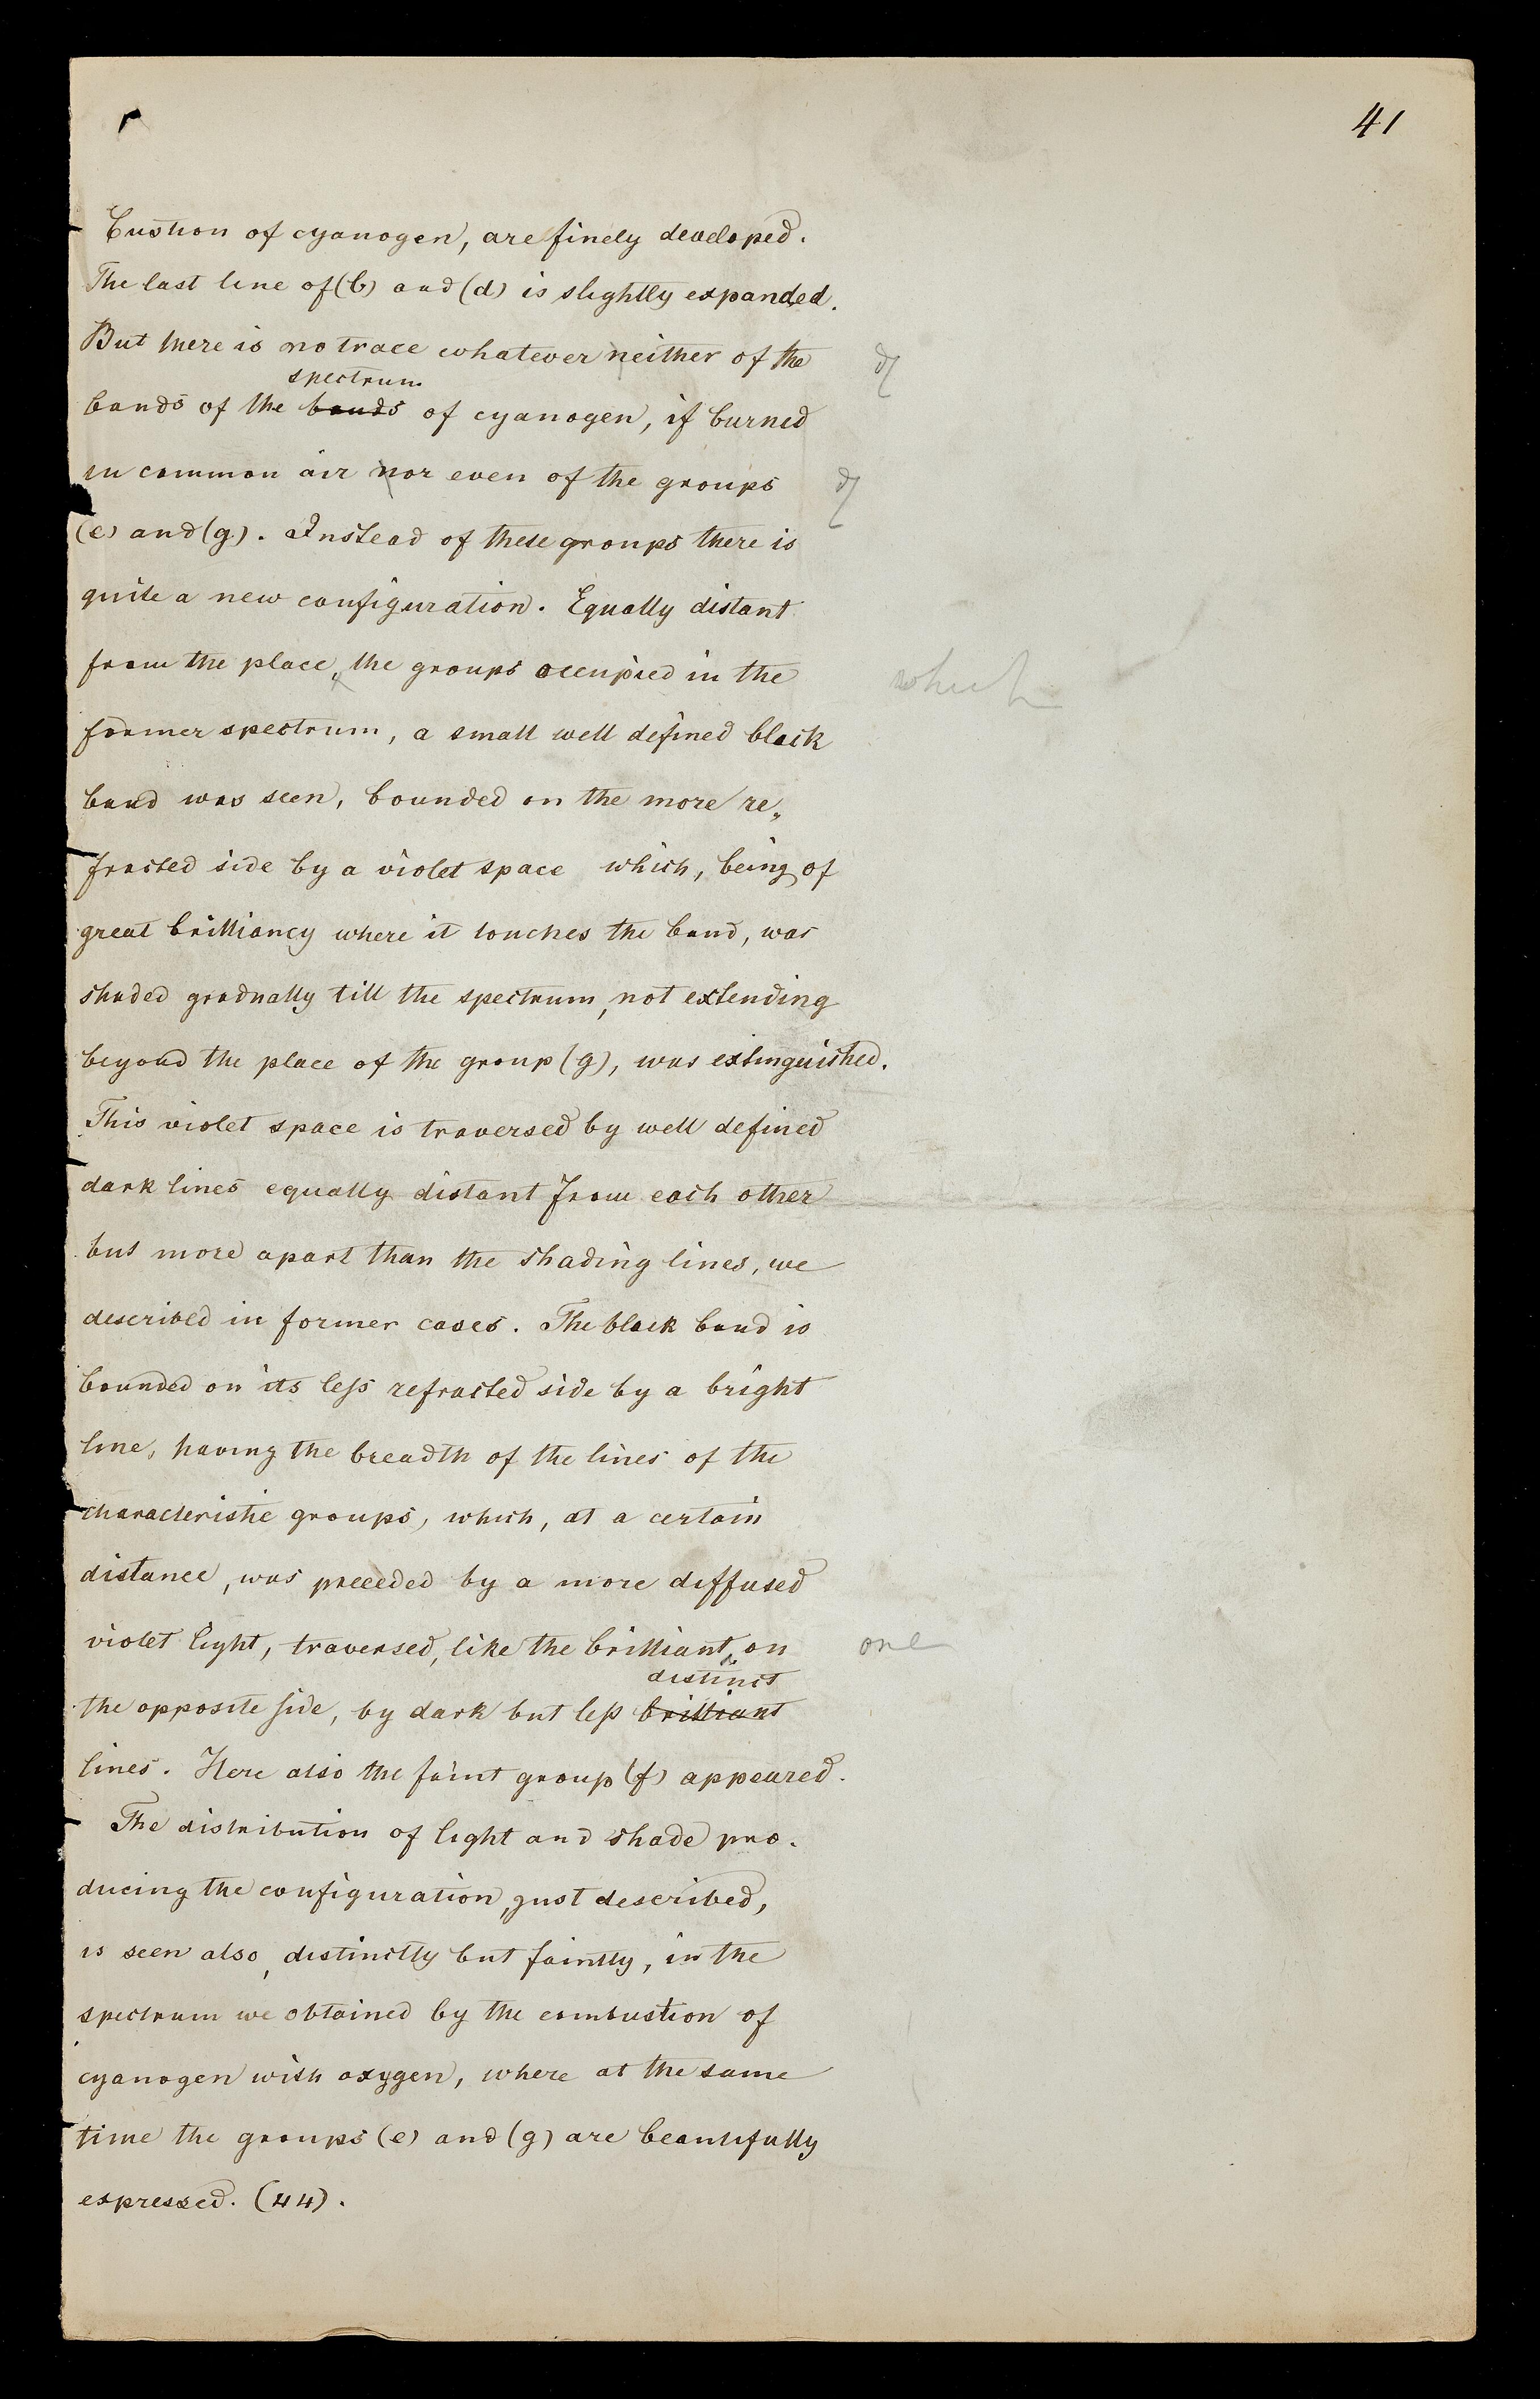 41
bustion of cyanogen, are finely developed.
The last line of (b) and (d) is slightly expanded.
But there is no trace whatever neither of the
spectrum
bands of the bands of cyanogen, if burned
in common air nor even of the groups
(e) and (g). Instead of these groups there is
quite a new configuration. Equally distant
from the place, the groups occupied in the
which
former spectrum, a small well defined black
band was seen, bounded on the more re„
fracted side by a violet space which, being of
great brilliancy where it touches the band, was
shaded gradually till the spectrum, not extending
beyond the place of the group (g), was extinguished.
This violet space is traversed by well defined
dark lines equally distant from each other
but more apart than the shading lines, we
described in former cases. The black band is
bounded on its less refracted side by a bright
line, having the breadth of the lines of the
characteristic groups, which, at a certain
distance, was preceded by a more diffused
violet light, traversed, like the brilliant, on
one
distinct
the opposite side, by dark but less brilliant
lines. Here also the faint group (f) appeared.
The distribution of light and shade pro.
ducing the configuration, just described,
is seen also, distinctly but faintly, in the
spectrum we obtained by the combustion of
cyanogen with oxygen, where at the same
time the groups (e) and (g) are beautifully
expressed. (44).